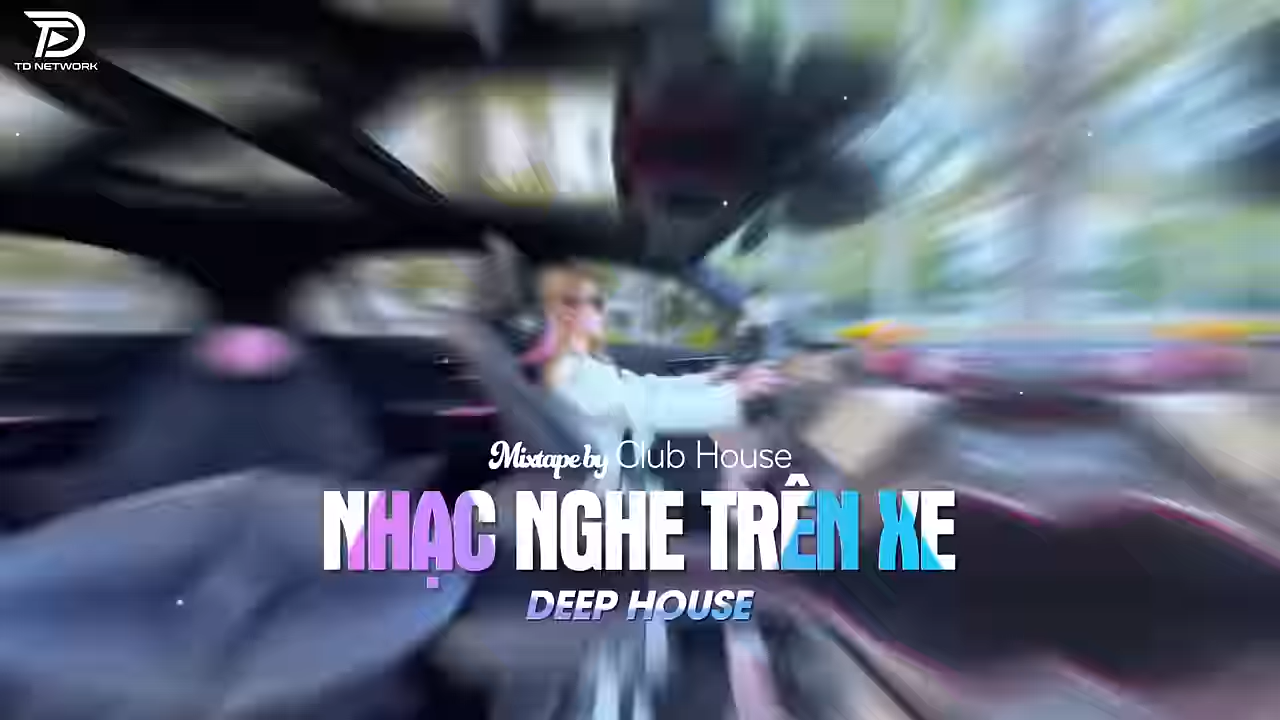 TD NETWORK
Mixtape by Club House
NHẠC NGHE TRÊN XE
DEEP HOUSE